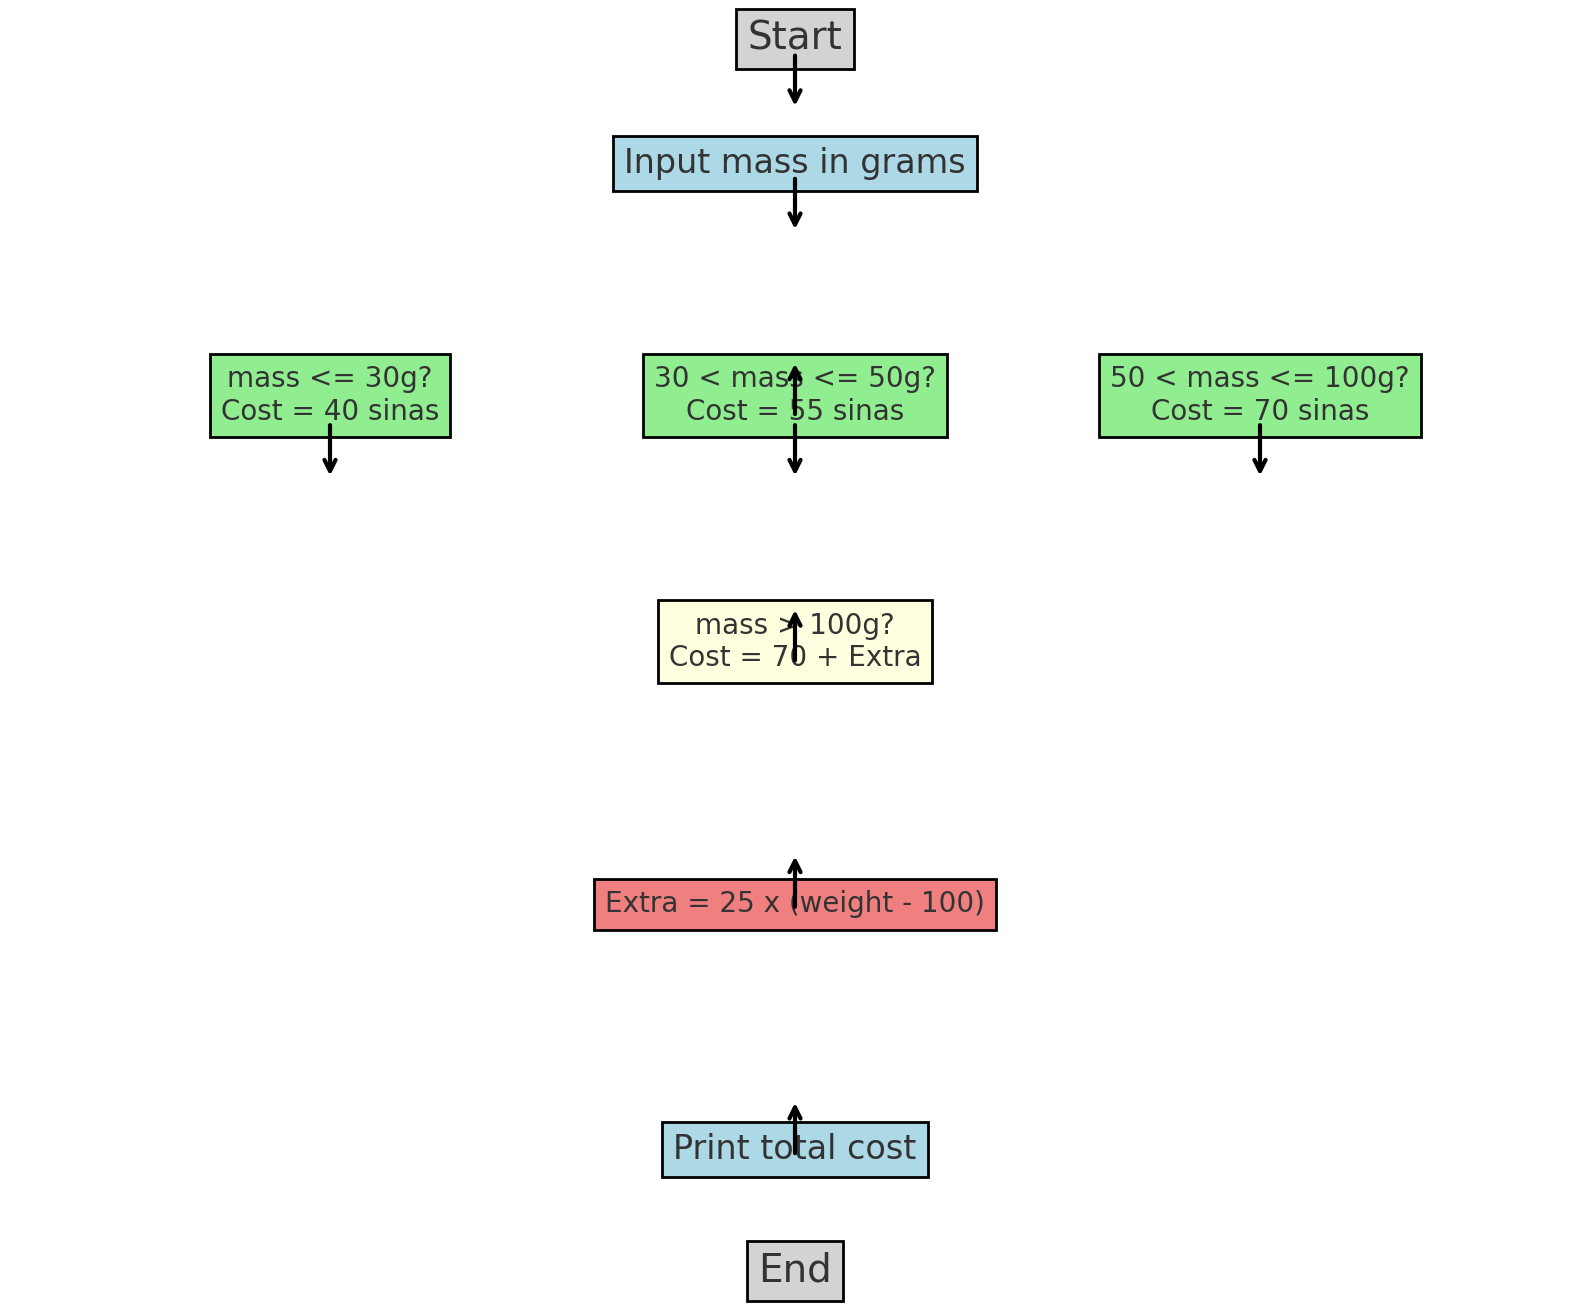 Start
Input mass in grams
mass <= 30g?
Cost = 40 sinas
30 < mass <= 50g?
Cost = 55 sinas
50 < mass <= 100g?
Cost = 70 sinas
mass > 100g?
Cost = 70 + Extra
Extra = 25 x (weight - 100)
Print total cost
End